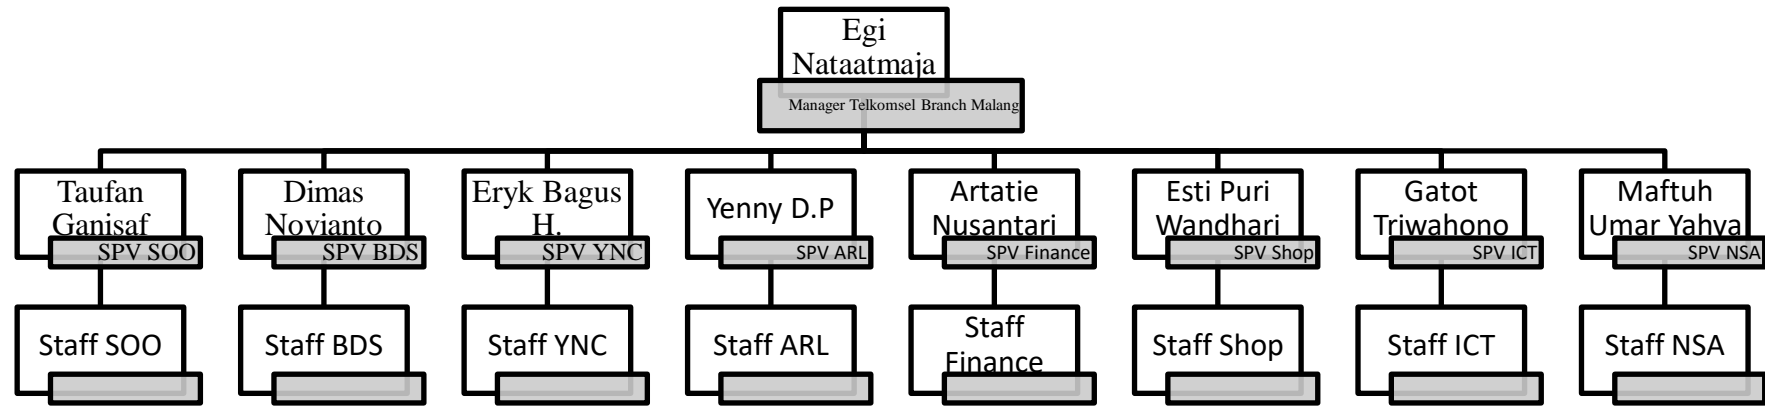 Egi
Nataatmaja
Manager Telkomsel Branch Malang
Taufan
Ganisaf
SPV SOO
Dimas
Novianto
SPV BDS
Eryk Bagus
H.
SPV YNC
Yenny D.P
SPV ARL
Artatie
Nusantari
SPV Finance
Esti Puri
Wandhari
SPV Shop
Gatot
Triwahono
SPV ICT
Maftuh
Umar Yahya
SPV NSA
Staff SOO
Staff BDS
Staff YNC
Staff ARL
Staff
Finance
Staff Shop
Staff ICT
Staff NSA